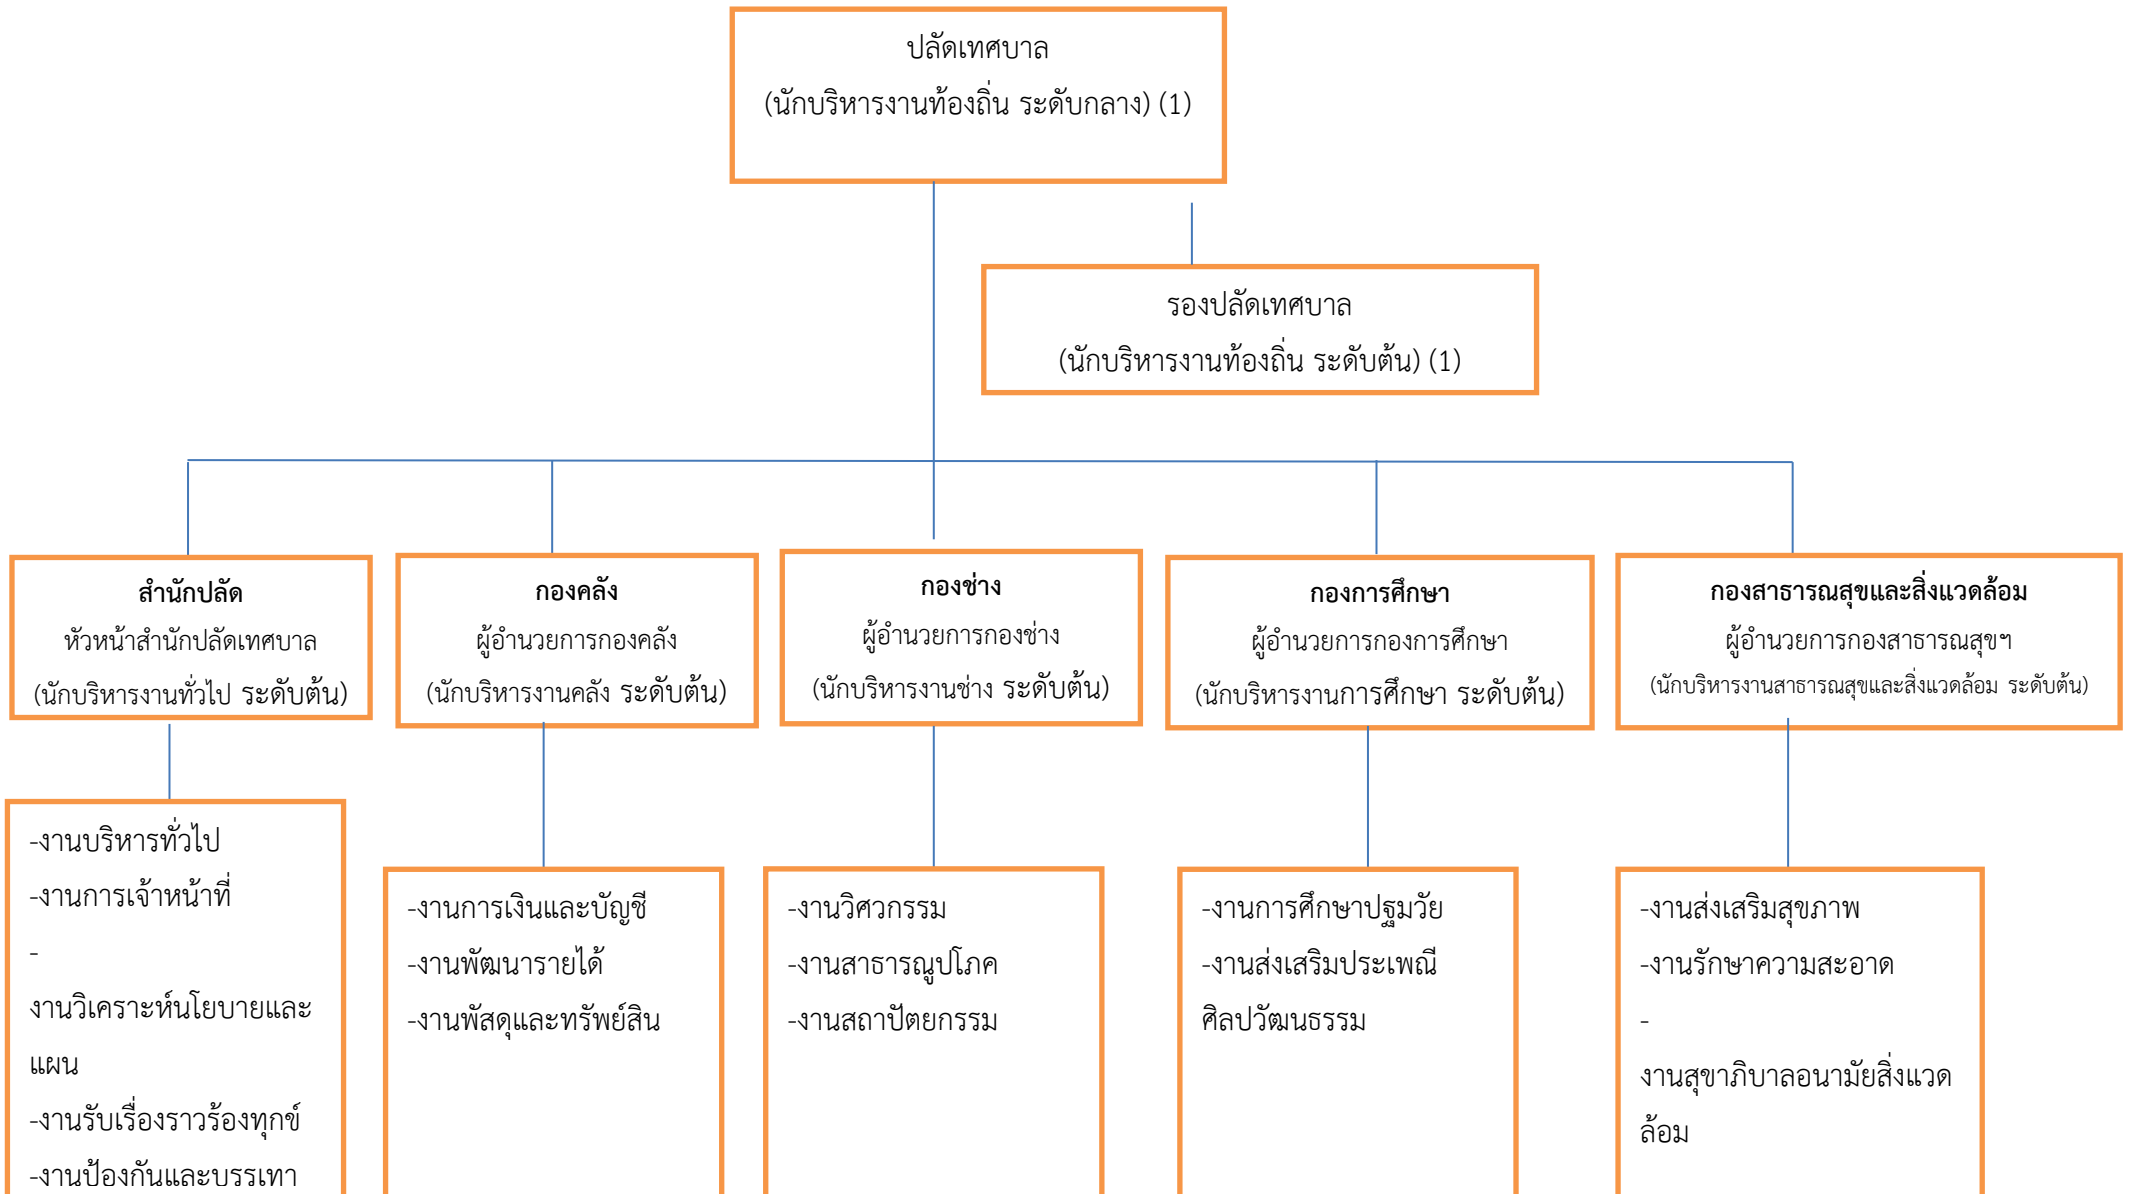 ปลัดเทศบาล
(นักบริหารงานท้องถิ่น ระดับกลาง) (1)
รองปลัดเทศบาล
(นักบริหารงานท้องถิ่น ระดับต้น) (1)
สำนักปลัด
หัวหน้าสำนักปลัดเทศบาล
(นักบริหารงานทั่วไป ระดับต้น)
กองคลัง
ผู้อำนวยการกองคลัง
(นักบริหารงานคลัง ระดับต้น)
กองช่าง
ผู้อำนวยการกองช่าง
(นักบริหารงานช่าง ระดับต้น)
กองการศึกษา
ผู้อำนวยการกองการศึกษา
(นักบริหารงานการศึกษา ระดับต้น)
กองสาธารณสุขและสิ่งแวดล้อม
ผู้อำนวยการกองสาธารณสุขฯ
(นักบริหารงานสาธารณสุขและสิ่งแวดล้อม ระดับต้น)
-งานบริหารทั่วไป
-งานการเจ้าหน้าที่
-
งานวิเคราะห์นโยบายและ
แผน
-งานรับเรื่องราวร้องทุกข์
-งานป้องกันและบรรเทา
-งานการเงินและบัญชี
-งานพัฒนารายได้
-งานพัสดุและทรัพย์สิน
-งานวิศวกรรม
-งานสาธารณูปโภค
-งานสถาปัตยกรรม
-งานการศึกษาปฐมวัย
-งานส่งเสริมประเพณี
ศิลปวัฒนธรรม
-งานส่งเสริมสุขภาพ
-งานรักษาความสะอาด
-
งานสุขาภิบาลอนามัยสิ่งแวด
ล้อม